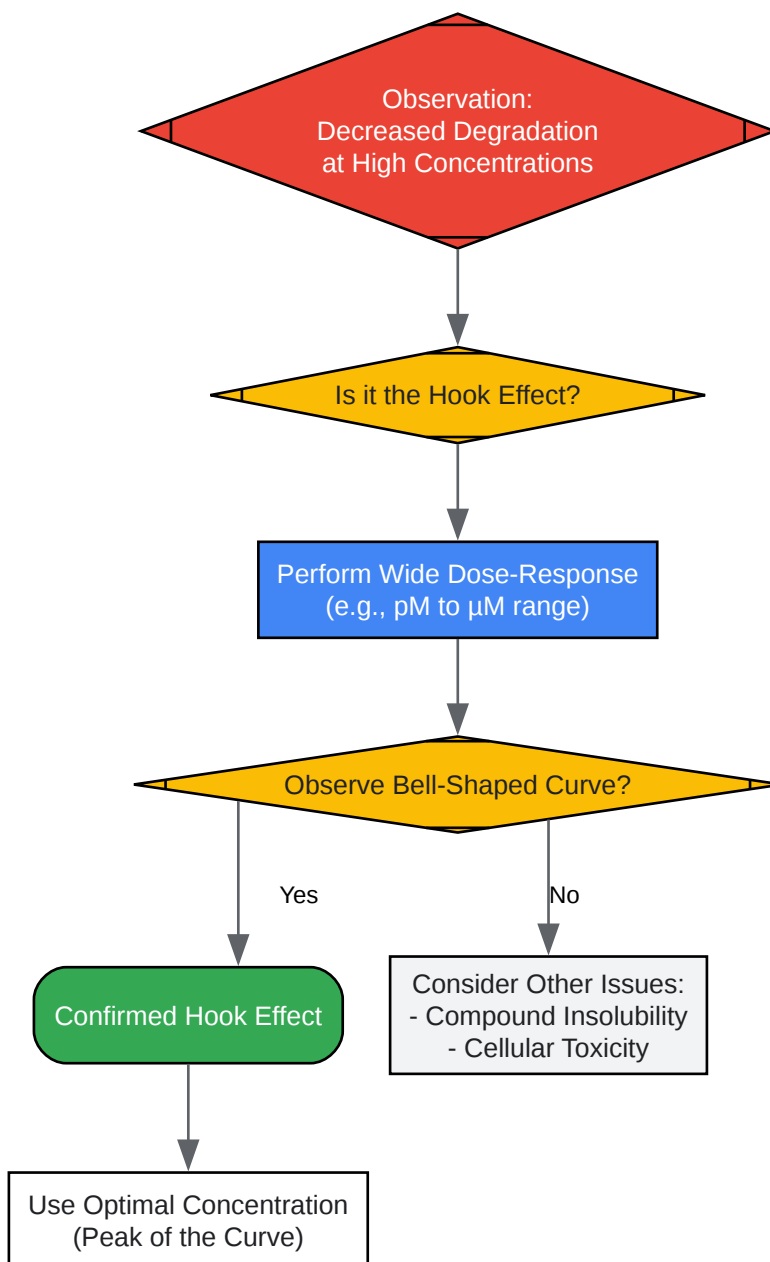 Observation:
Decreased Degradation
at High Concentrations
Is it the Hook Effect?
Perform Wide Dose-Response
(e.g., pM to µM range)
Observe Bell-Shaped Curve?
Yes
No
Confirmed Hook Effect
Consider Other Issues:
- Compound Insolubility
- Cellular Toxicity
Use Optimal Concentration
(Peak of the Curve)